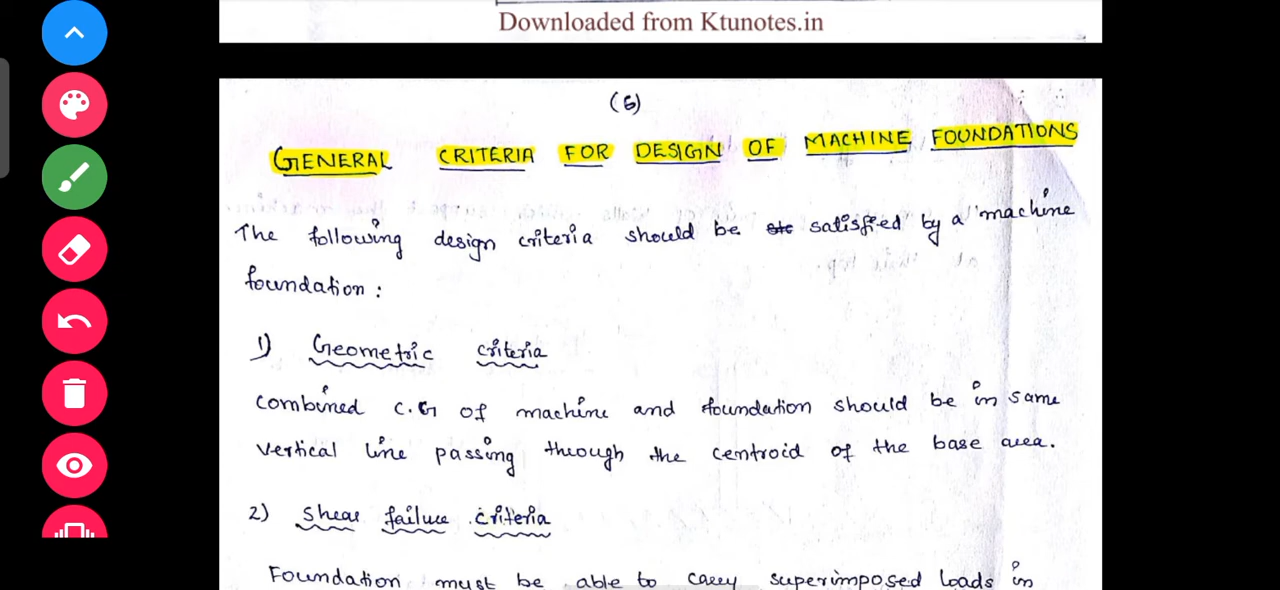 Downloaded from Ktunotes.in
(6)
GENERAL CRITERIA FOR DESIGN OF MACHINE FOUNDATIONS
The following design criteria should be satisfied by a machine
foundation :
1) Geometric criteria
combined C.G of machine and foundation should be in same
vertical line passing through the centroid of the base area.
2) Shear failure criteria
Foundation must be able to carry superimposed loads in